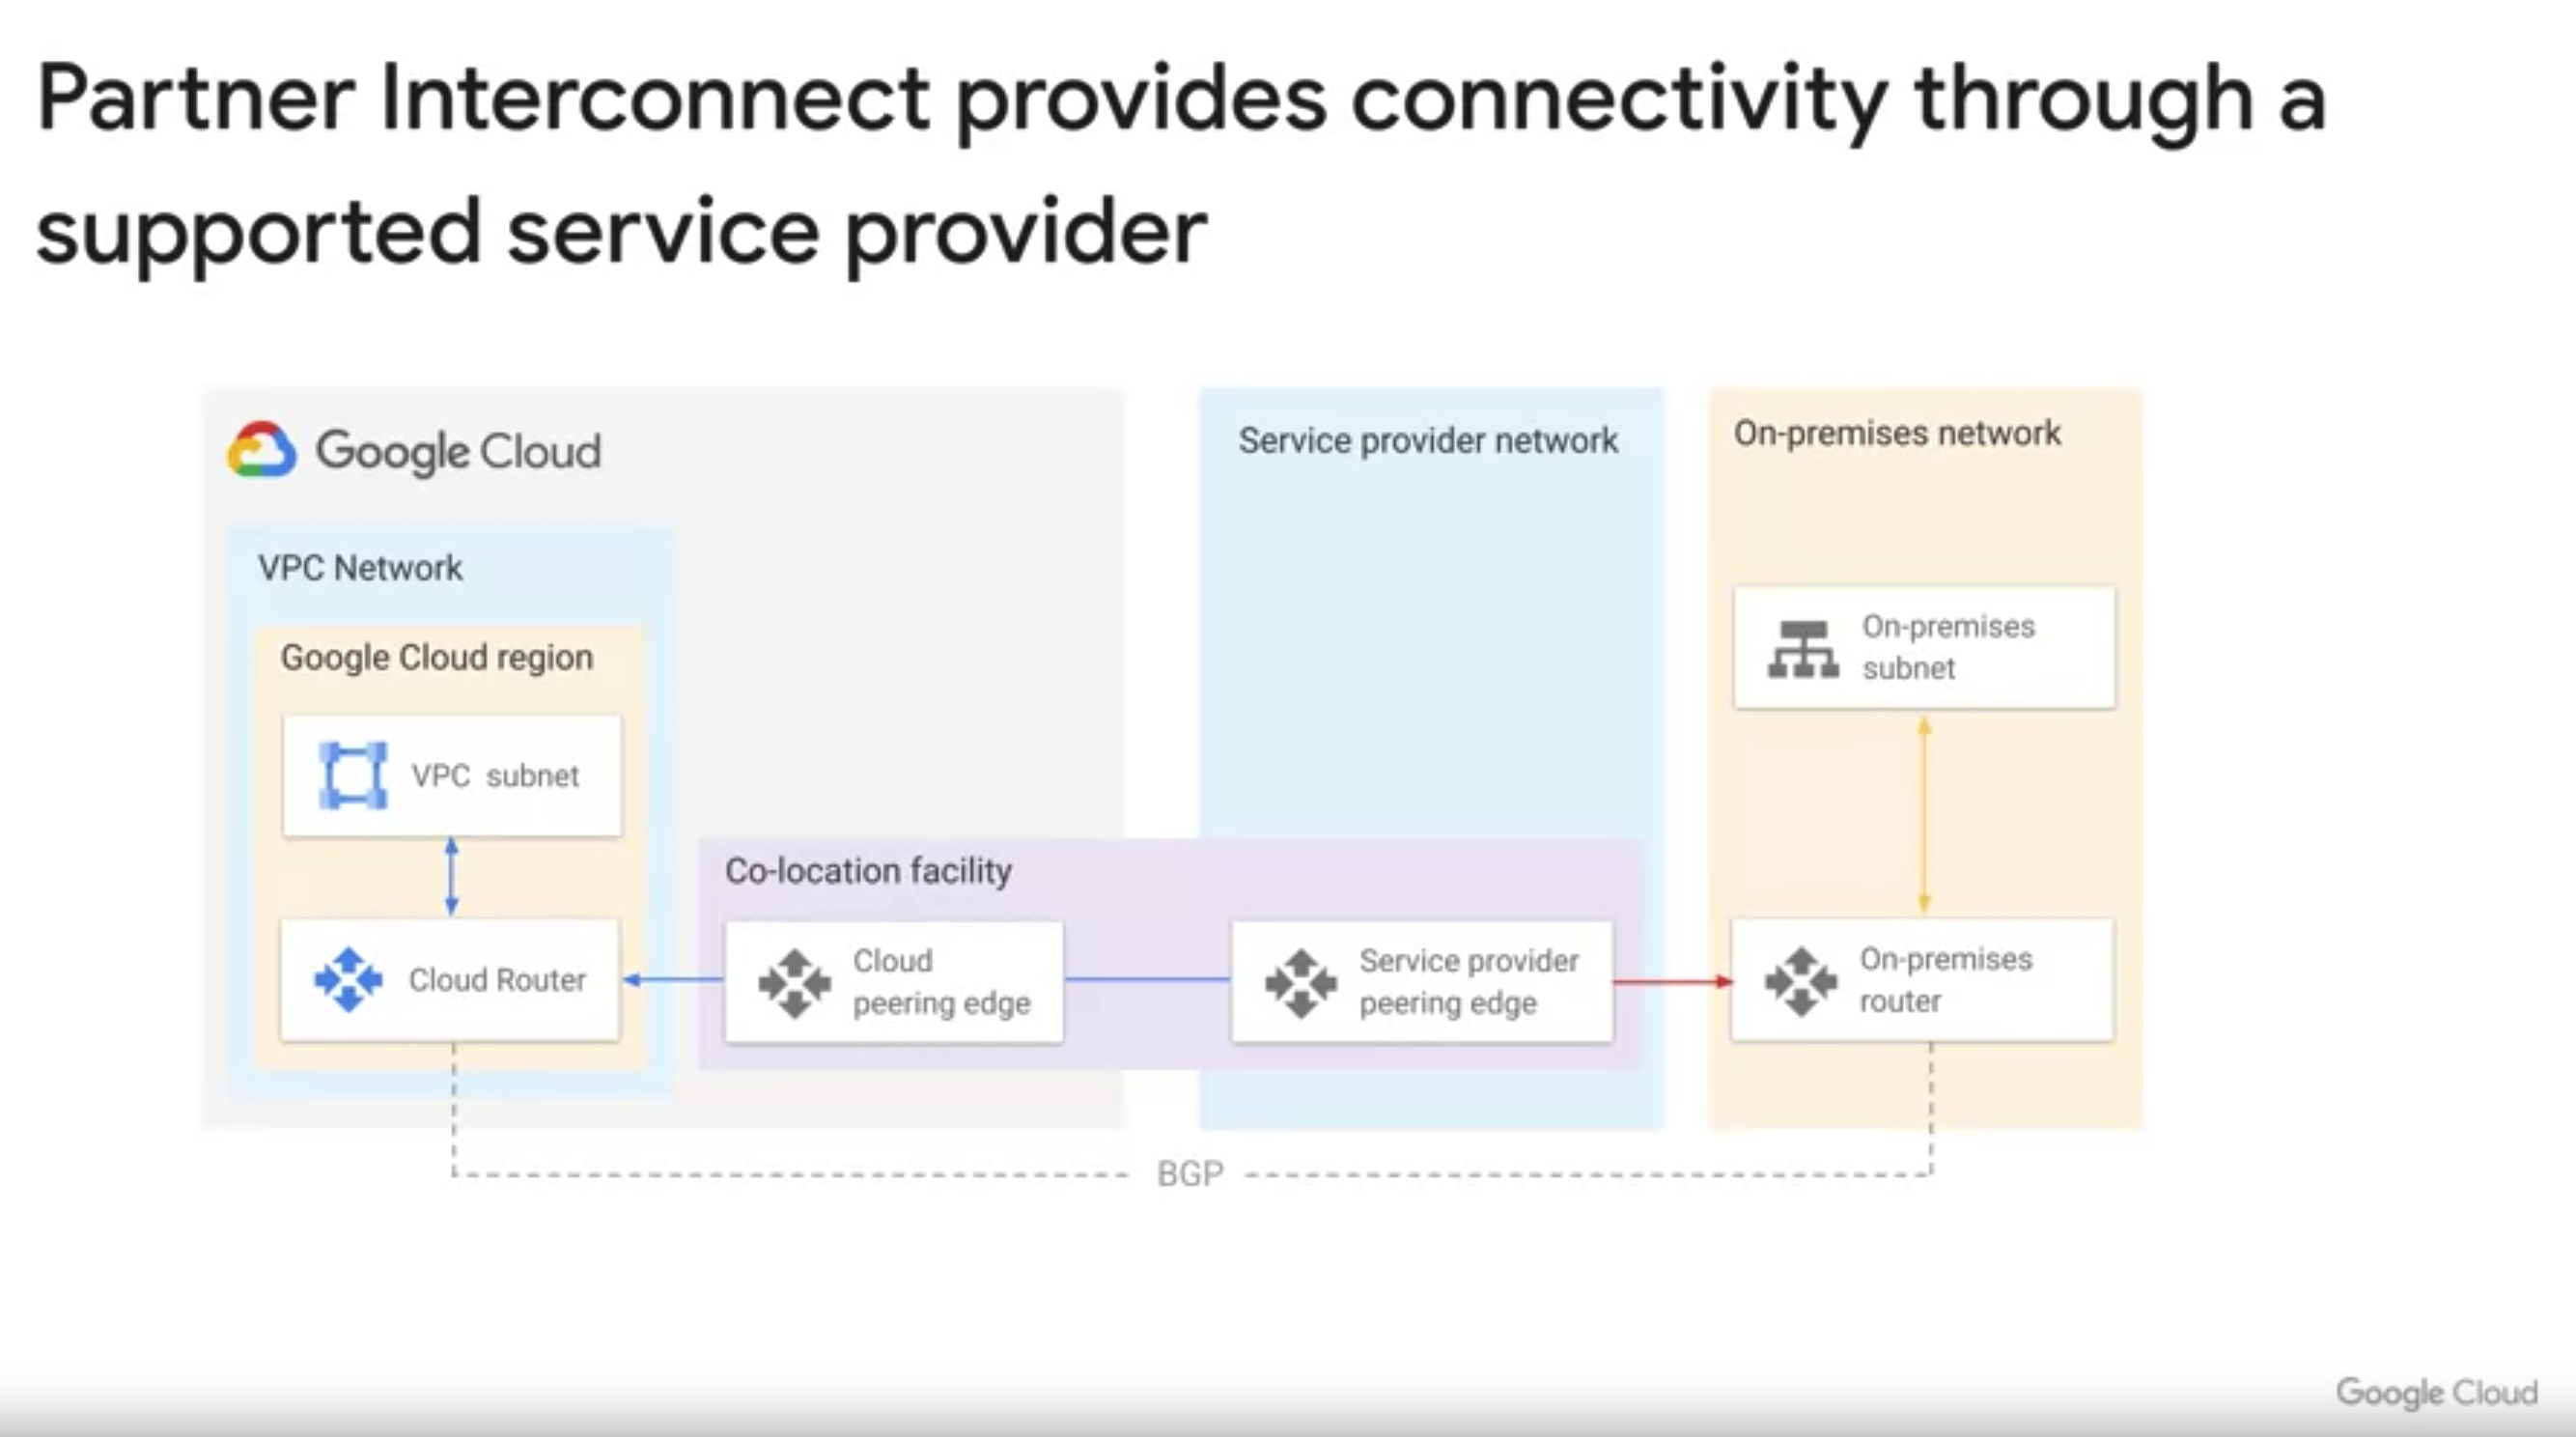 Partner Interconnect provides connectivity through a
supported service provider
Google Cloud
Service provider network
On-premises network
VPC Network
Google Cloud region
On-premises
subnet
VPC subnet
Co-location facility
Cloud Router
Cloud
peering edge
Service provider
peering edge
On-premises
router
BGP
Google Cloud